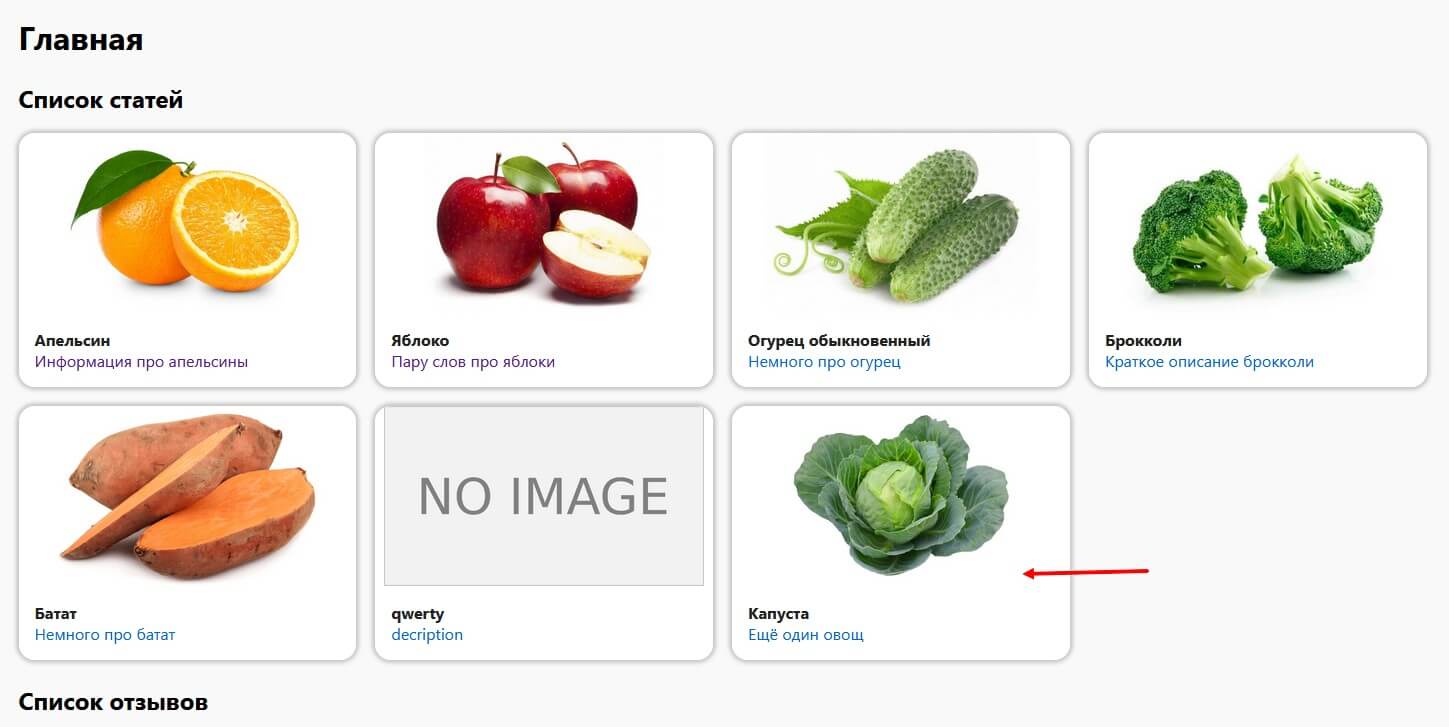 Главная
Список статей
Апельсин
Информация про апельсины
Яблоко
Пару слов про яблоки
Огурец обыкновенный
Немного про огурец
Брокколи
Краткое описание брокколи
Батат
Немного про батат
NO IMAGE
qwerty
decription
Капуста
Ещё один овощ
Список отзывов